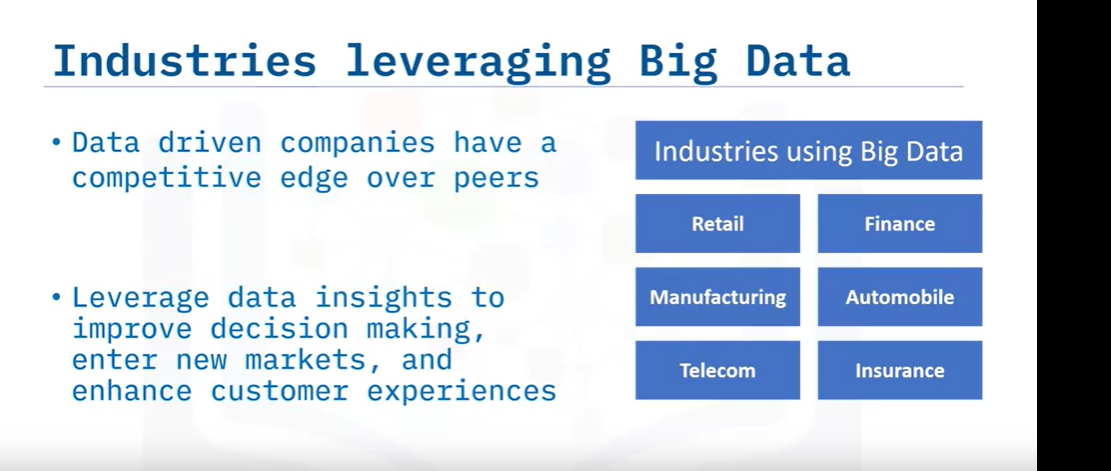 Industries leveraging Big Data
• Data driven companies have a
competitive edge over peers
• Leverage data insights to
improve decision making,
enter new markets, and
enhance customer experiences
Industries using Big Data
Retail
Finance
Manufacturing
Automobile
Telecom
Insurance